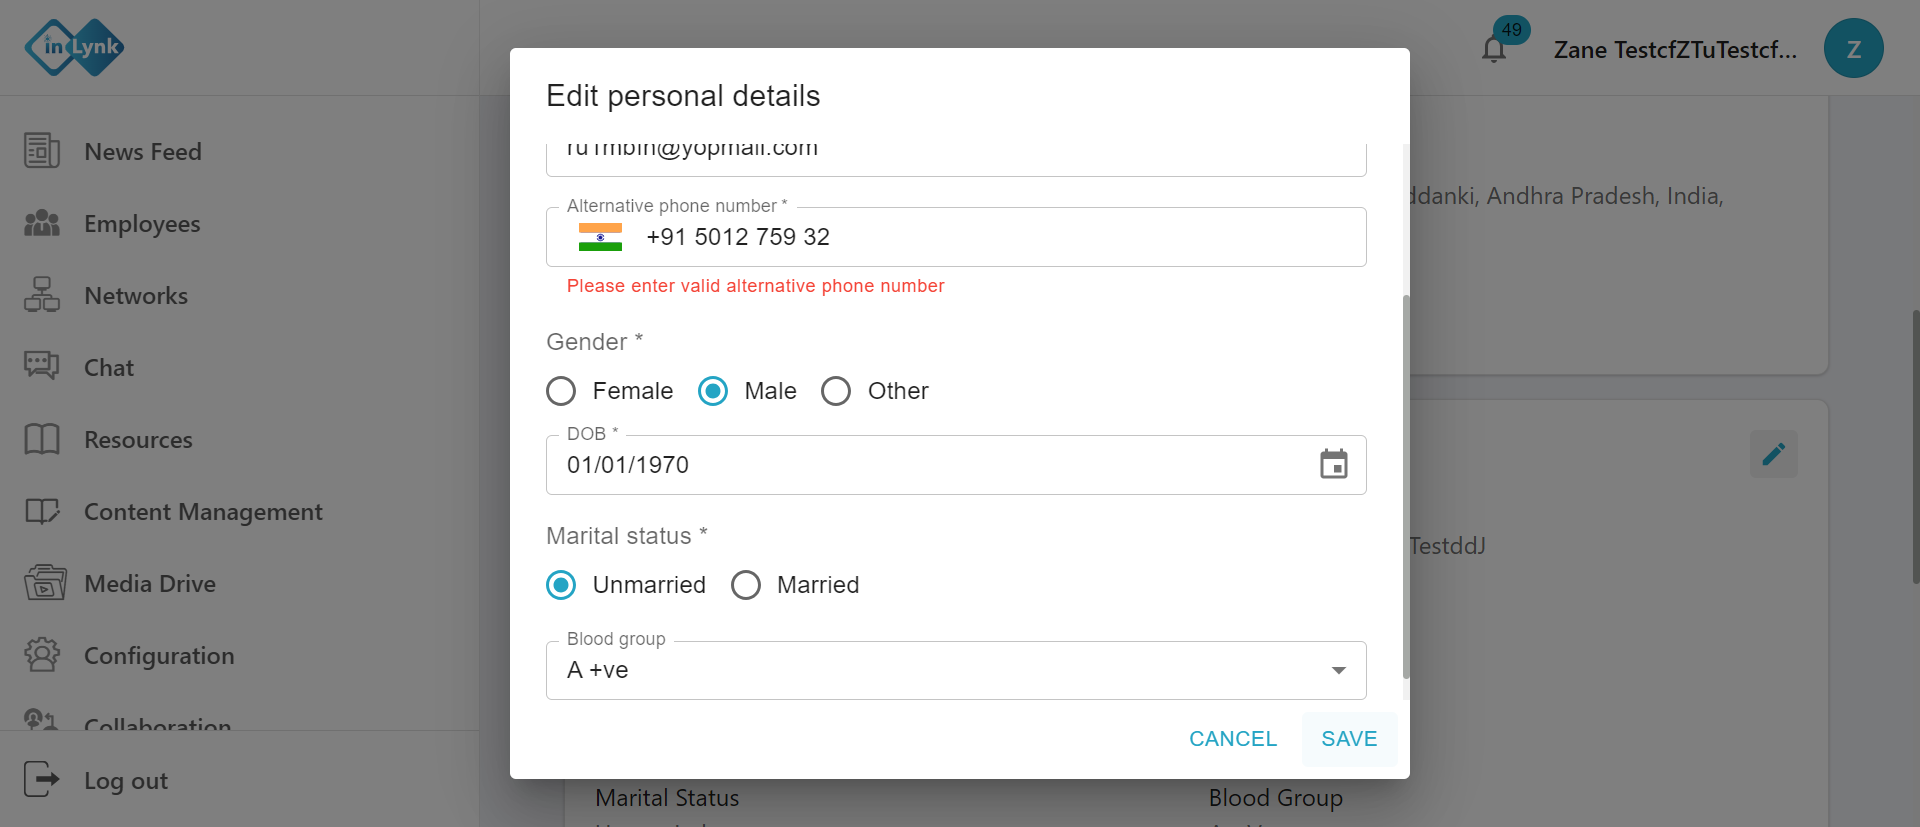 inLynk
49
Zane TestcfZTuTestcf...
Z
News Feed
Employees
Networks
Chat
Resources
Content Management
Media Drive
Configuration
Collaboration
Log out
Edit personal details
@yopmail.com
Alternative phone number *
+91 5012 759 32
Please enter valid alternative phone number
Gender *
Female
Male
Other
DOB *
01/01/1970
Marital status *
Unmarried
Married
Blood group
A +ve
CANCEL
SAVE
ddanki, Andhra Pradesh, India,
TestddJ
Marital Status
Blood Group